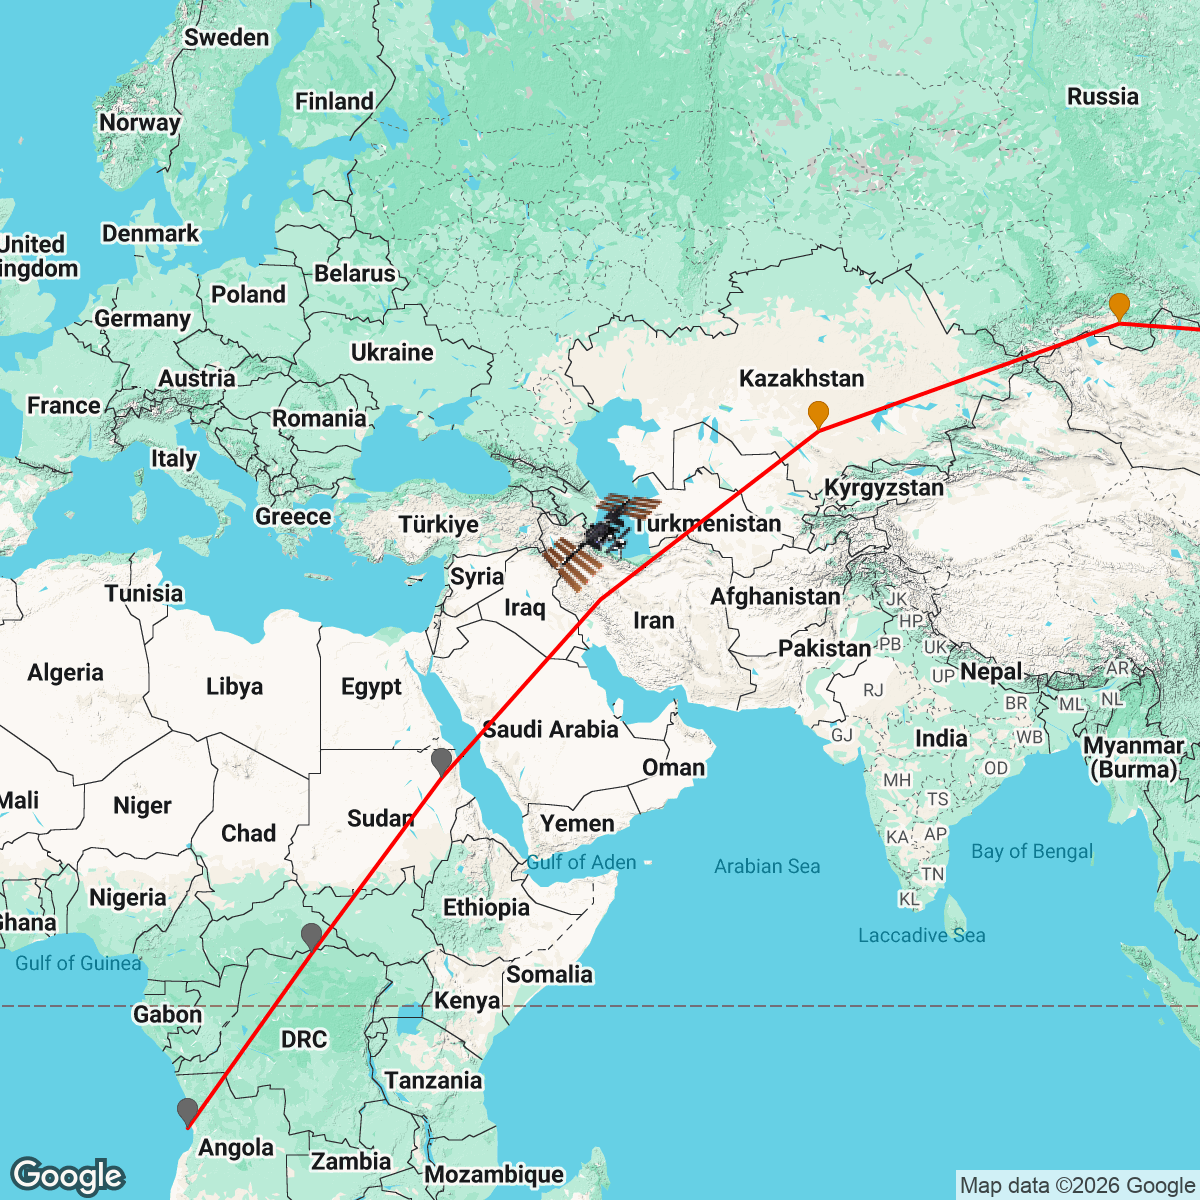 Sweden
Finland
Norway
Russia
Denmark
United
ingdom
Belarus
Poland
Germany
Ukraine
Austria
Kazakhstan
France
Romania
Italy
Kyrgyzstan
Greece
Türkiye
Turkmenistan
Syria
Tunisia
Iraq
Afghanistan
JK
Iran
HP
Pakistan
PB
UK
Algeria
Libya
Egypt
Nepal
UP
AR
RJ
BR
ML
NL
Saudi Arabia
GJ
India
WB
Myanmar
(Burma)
Oman
OD
MH
Mali
Niger
TS
Sudan
Chad
Yemen
KA
AP
Gulf of Aden
Arabian Sea
Bay of Bengal
TN
Nigeria
KL
Ethiopia
Ghana
Laccadive Sea
Gulf of Guinea
Somalia
Kenya
Gabon
DRC
Tanzania
Angola
Zambia
Mozambique
Google
Map data ©2026 Google